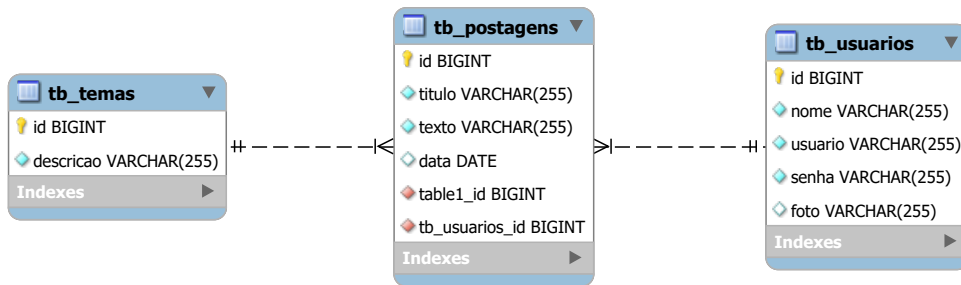 tb_temas
id BIGINT
descricao VARCHAR(255)
Indexes
tb_postagens
id BIGINT
titulo VARCHAR(255)
texto VARCHAR(255)
data DATE
table1_id BIGINT
tb_usuarios_id BIGINT
Indexes
tb_usuarios
id BIGINT
nome VARCHAR(255)
usuario VARCHAR(255)
senha VARCHAR(255)
foto VARCHAR(255)
Indexes